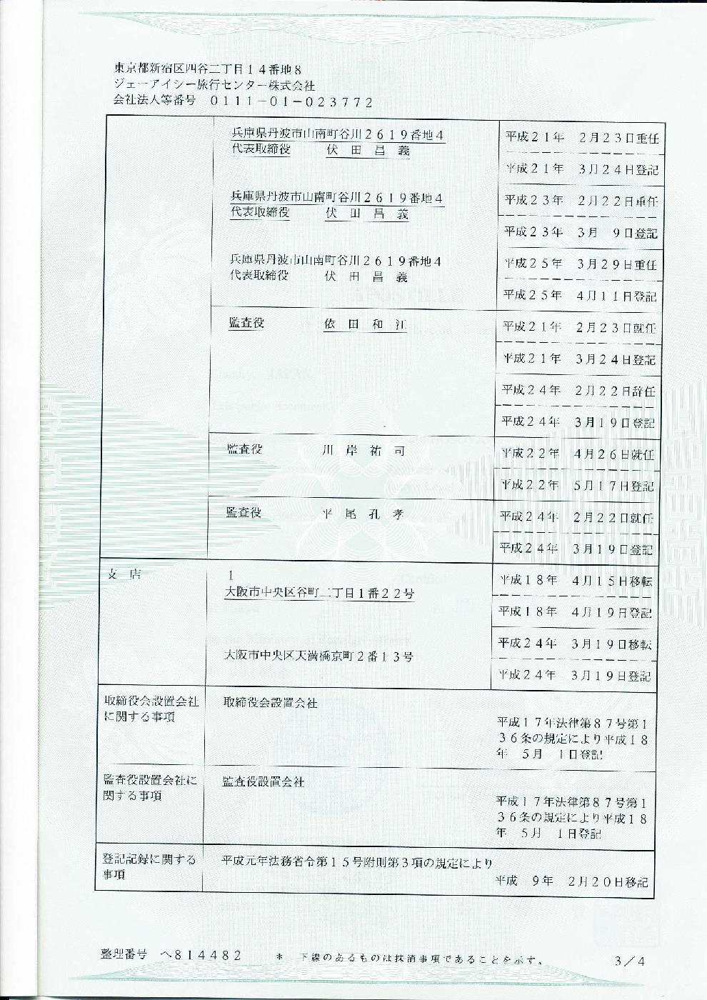 東京都新宿区四谷二丁目14番地8
ジェーアイシー旅行センター株式会社
会社法人等番号　0111-01-023772
兵庫県丹波市山南町谷川2619番地4
代表取締役　伏田昌義
平成21年　2月23日重任
平成21年　3月24日登記
兵庫県丹波市山南町谷川2619番地4
代表取締役　伏田昌義
平成23年　2月22日重任
平成23年　3月　9日登記
兵庫県丹波市山南町谷川2619番地4
代表取締役　伏田昌義
平成25年　3月29日重任
平成25年　4月11日登記
監査役　依田和江
平成21年　2月23日就任
平成21年　3月24日登記
平成24年　2月22日辞任
平成24年　3月19日登記
監査役　川岸祐司
平成22年　4月26日就任
平成22年　5月17日登記
監査役　平尾孔孝
平成24年　2月22日就任
平成24年　3月19日登記
支店
1
大阪市中央区谷町二丁目1番22号
平成18年　4月15日移転
平成18年　4月19日登記
大阪市中央区天満橋京町2番13号
平成24年　3月19日移転
平成24年　3月19日登記
取締役会設置会社
に関する事項
取締役会設置会社
平成17年法律第87号第1
36条の規定により平成18
年　5月　1日登記
監査役設置会社に
関する事項
監査役設置会社
平成17年法律第87号第1
36条の規定により平成18
年　5月　1日登記
登記記録に関する
事項
平成元年法務省令第15号附則第3項の規定により
平成　9年　2月20日移記
整理番号　ヘ814482　＊　下線のあるものは抹消事項であることを示す。
3/4